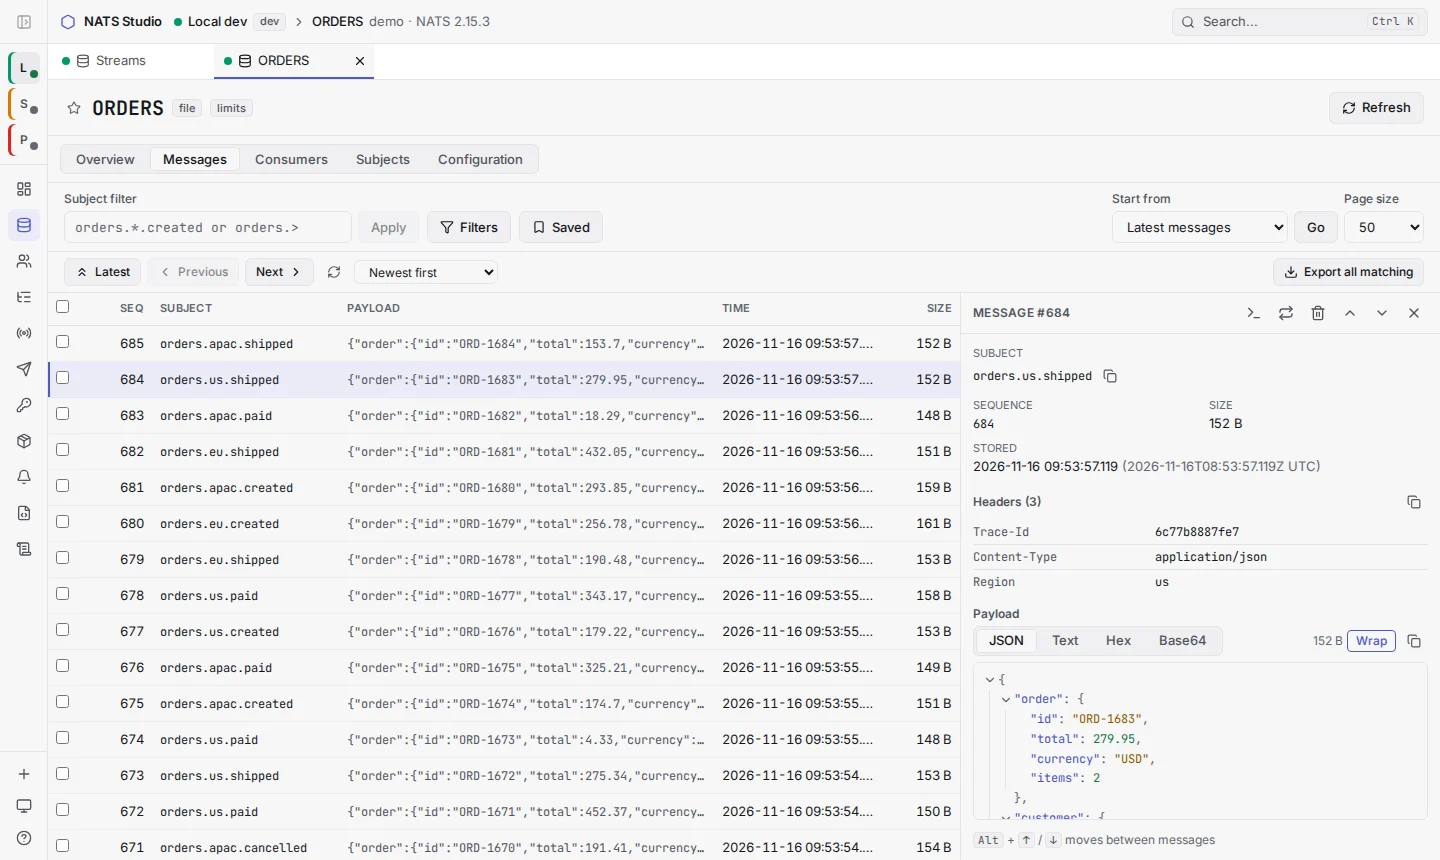 NATS Studio Local dev dev > ORDERS demo · NATS 2.15.3 Search... Ctrl K
Streams ORDERS
L
S
P
ORDERS file limits Refresh
Overview Messages Consumers Subjects Configuration
Subject filter Start from Page size
orders.*.created or orders.> Apply Filters Saved Latest messages Go 50
Latest Previous Next Newest first Export all matching
SEQ SUBJECT PAYLOAD TIME SIZE
685 orders.apac.shipped {"order":{"id":"ORD-1684","total":153.7,"currency"… 2026-11-16 09:53:57.… 152 B
684 orders.us.shipped {"order":{"id":"ORD-1683","total":279.95,"currency… 2026-11-16 09:53:57.… 152 B
683 orders.apac.paid {"order":{"id":"ORD-1682","total":18.29,"currency"… 2026-11-16 09:53:56.… 148 B
682 orders.eu.shipped {"order":{"id":"ORD-1681","total":432.05,"currency… 2026-11-16 09:53:56.… 151 B
681 orders.apac.created {"order":{"id":"ORD-1680","total":293.85,"currency… 2026-11-16 09:53:56.… 159 B
680 orders.eu.created {"order":{"id":"ORD-1679","total":256.78,"currency… 2026-11-16 09:53:56.… 161 B
679 orders.eu.shipped {"order":{"id":"ORD-1678","total":190.48,"currency… 2026-11-16 09:53:56.… 153 B
678 orders.us.paid {"order":{"id":"ORD-1677","total":343.17,"currency… 2026-11-16 09:53:55.… 158 B
677 orders.us.created {"order":{"id":"ORD-1676","total":179.22,"currency… 2026-11-16 09:53:55.… 153 B
676 orders.apac.paid {"order":{"id":"ORD-1675","total":325.21,"currency… 2026-11-16 09:53:55.… 149 B
675 orders.apac.created {"order":{"id":"ORD-1674","total":174.7,"currency"… 2026-11-16 09:53:55.… 151 B
674 orders.us.paid {"order":{"id":"ORD-1673","total":4.33,"currency":… 2026-11-16 09:53:55.… 148 B
673 orders.us.shipped {"order":{"id":"ORD-1672","total":275.34,"currency… 2026-11-16 09:53:54.… 153 B
672 orders.us.paid {"order":{"id":"ORD-1671","total":452.37,"currency… 2026-11-16 09:53:54.… 150 B
671 orders.apac.cancelled {"order":{"id":"ORD-1670","total":191.41,"currency… 2026-11-16 09:53:54.… 154 B
MESSAGE #684
SUBJECT
orders.us.shipped
SEQUENCE SIZE
684 152 B
STORED
2026-11-16 09:53:57.119 (2026-11-16T08:53:57.119Z UTC)
Headers (3)
Trace-Id 6c77b8887fe7
Content-Type application/json
Region us
Payload
JSON Text Hex Base64 152 B Wrap
{
"order": {
"id": "ORD-1683",
"total": 279.95,
"currency": "USD",
"items": 2
},
"customer": {
Alt + ↑ / ↓ moves between messages